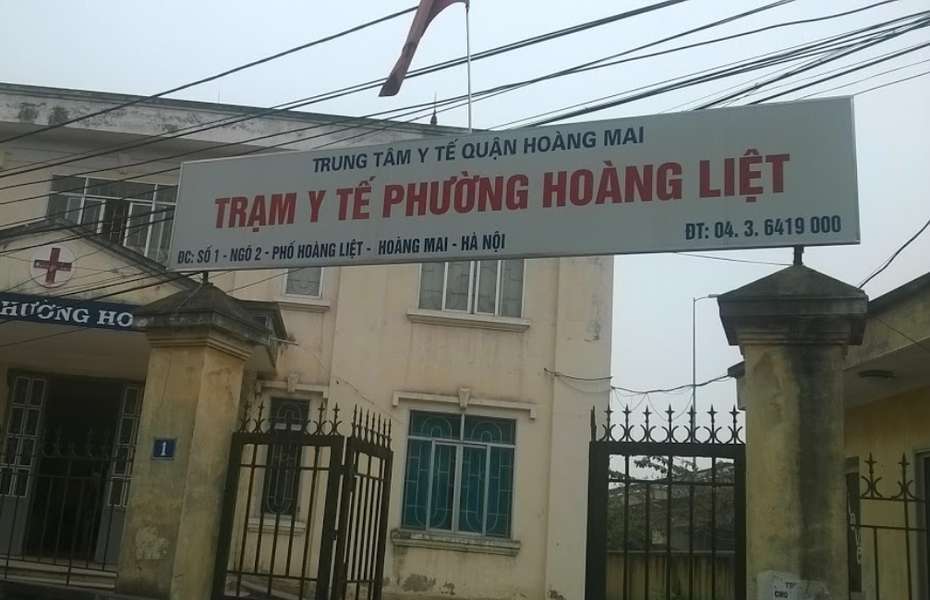 TRUNG TÂM Y TẾ QUẬN HOÀNG MAI
TRẠM Y TẾ PHƯỜNG HOÀNG LIỆT
ĐC: SỐ 1 - NGÕ 2 - PHỐ HOÀNG LIỆT - HOÀNG MAI - HÀ NỘI
ĐT: 04. 3. 6419 000
HƯỜNG HO
1